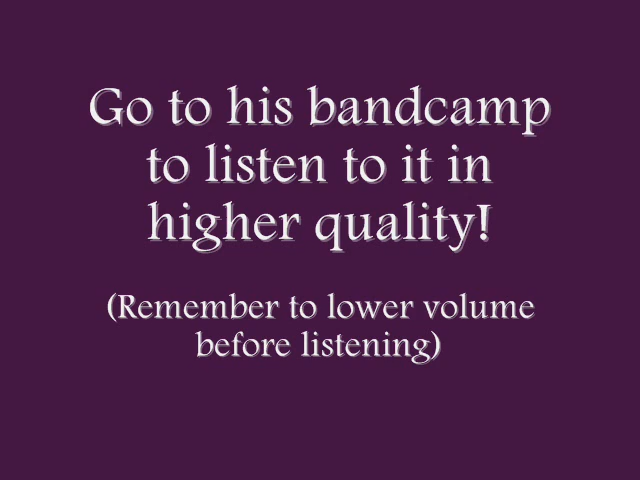 Go to his bandcamp
to listen to it in
higher quality!
(Remember to lower volume
before listening)